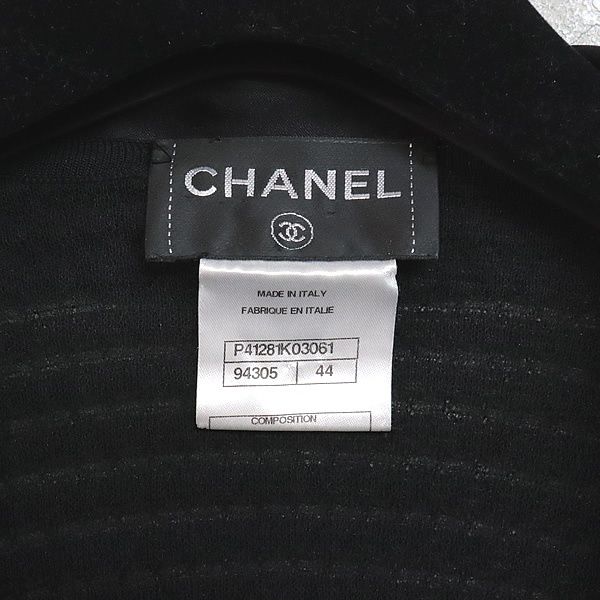 CHANEL
MADE IN ITALY
FABRIQUE EN ITALIE
P41281K03061
94305 44
COMPOSITION